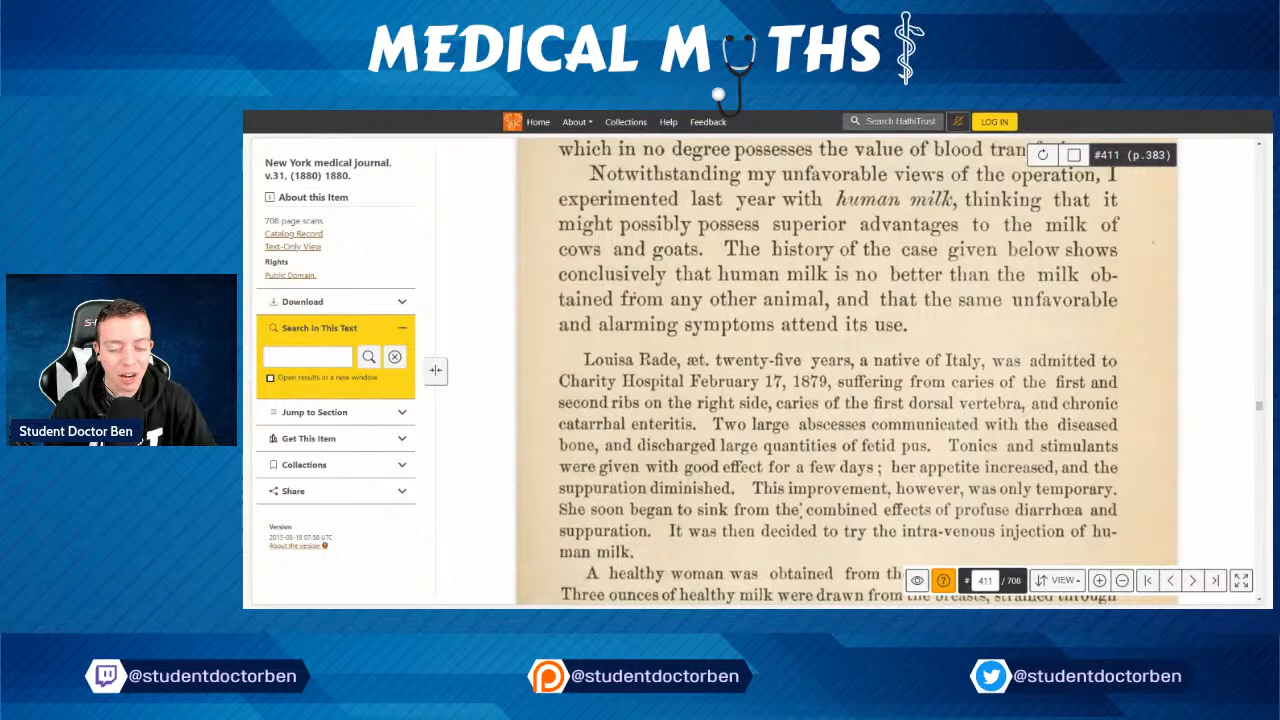 MEDICAL MYTHS
Home About Collections Help Feedback Search HathiTrust LOG IN
New York medical journal.
v.31, (1880) 1880.
About this Item
708 page scans
Catalog Record
Text-Only View
Rights
Public Domain.
Download
Search in This Text
Open results in a new window
Jump to Section
Get This Item
Collections
Share
Version
2015-06-19 07:58 UTC
About the version
#411 (p.383)
which in no degree possesses the value of blood
Notwithstanding my unfavorable views of the operation, I
experimented last year with human milk, thinking that it
might possibly possess superior advantages to the milk of
cows and goats. The history of the case given below shows
conclusively that human milk is no better than the milk ob-
tained from any other animal, and that the same unfavorable
and alarming symptoms attend its use.
Louisa Rade, æt. twenty-five years, a native of Italy, was admitted to
Charity Hospital February 17, 1879, suffering from caries of the first and
second ribs on the right side, caries of the first dorsal vertebra, and chronic
catarrhal enteritis. Two large abscesses communicated with the diseased
bone, and discharged large quantities of fetid pus. Tonics and stimulants
were given with good effect for a few days; her appetite increased, and the
suppuration diminished. This improvement, however, was only temporary.
She soon began to sink from the combined effects of profuse diarrhœa and
suppuration. It was then decided to try the intra-venous injection of hu-
man milk.
A healthy woman was obtained from
Three ounces of healthy milk were drawn from the breasts, strained through
# 411 / 708 VIEW
Student Doctor Ben
@studentdoctorben @studentdoctorben @studentdoctorben